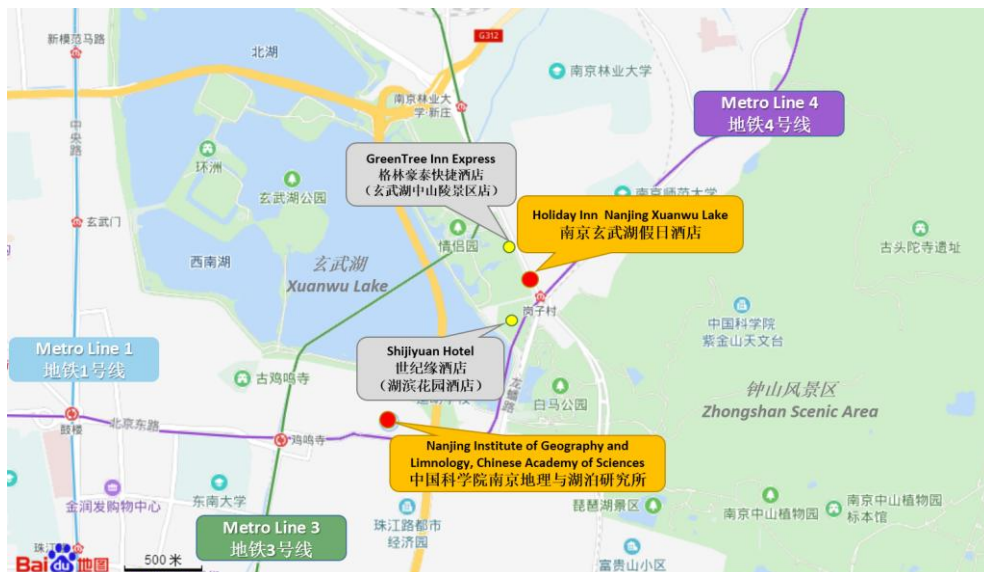 新模范马路
北湖
G312
南京林业大学
南京林业大
学·新庄
Metro Line 4
地铁4号线
中央路
GreenTree Inn Express
格林豪泰快捷酒店
（玄武湖中山陵景区店）
环洲
玄武湖公园
南京师范大学
Holiday Inn Nanjing Xuanwu Lake
南京玄武湖假日酒店
玄武门
情侣园
古头陀寺遗址
西南湖
玄武湖
Xuanwu Lake
岗子村
中国科学院
紫金山天文台
Metro Line 1
地铁1号线
Shijiyuan Hotel
世纪缘酒店
（湖滨花园酒店）
古鸡鸣寺
龙蟠路
白马公园
钟山风景区
Zhongshan Scenic Area
鼓楼
北京东路
鸡鸣寺
Nanjing Institute of Geography and
Limnology, Chinese Academy of Sciences
中国科学院南京地理与湖泊研究所
金润发购物中心
东南大学
珠江路都市
经济园
琵琶湖景区
南京中山植物园
南京中山植物园
标本馆
Metro Line 3
地铁3号线
珠江
500 米
富贵山小区
Bai du 地图